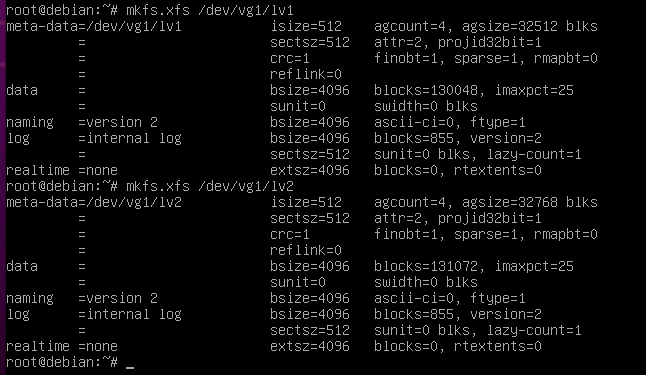 root@debian:~# mkfs.xfs /dev/vg1/lv1
meta-data=/dev/vg1/lv1           isize=512    agcount=4, agsize=32512 blks
         =                       sectsz=512   attr=2, projid32bit=1
         =                       crc=1        finobt=1, sparse=1, rmapbt=0
         =                       reflink=0
data     =                       bsize=4096   blocks=130048, imaxpct=25
         =                       sunit=0      swidth=0 blks
naming   =version 2              bsize=4096   ascii-ci=0, ftype=1
log      =internal log           bsize=4096   blocks=855, version=2
         =                       sectsz=512   sunit=0 blks, lazy-count=1
realtime =none                   extsz=4096   blocks=0, rtextents=0
root@debian:~# mkfs.xfs /dev/vg1/lv2
meta-data=/dev/vg1/lv2           isize=512    agcount=4, agsize=32768 blks
         =                       sectsz=512   attr=2, projid32bit=1
         =                       crc=1        finobt=1, sparse=1, rmapbt=0
         =                       reflink=0
data     =                       bsize=4096   blocks=131072, imaxpct=25
         =                       sunit=0      swidth=0 blks
naming   =version 2              bsize=4096   ascii-ci=0, ftype=1
log      =internal log           bsize=4096   blocks=855, version=2
         =                       sectsz=512   sunit=0 blks, lazy-count=1
realtime =none                   extsz=4096   blocks=0, rtextents=0
root@debian:~# _